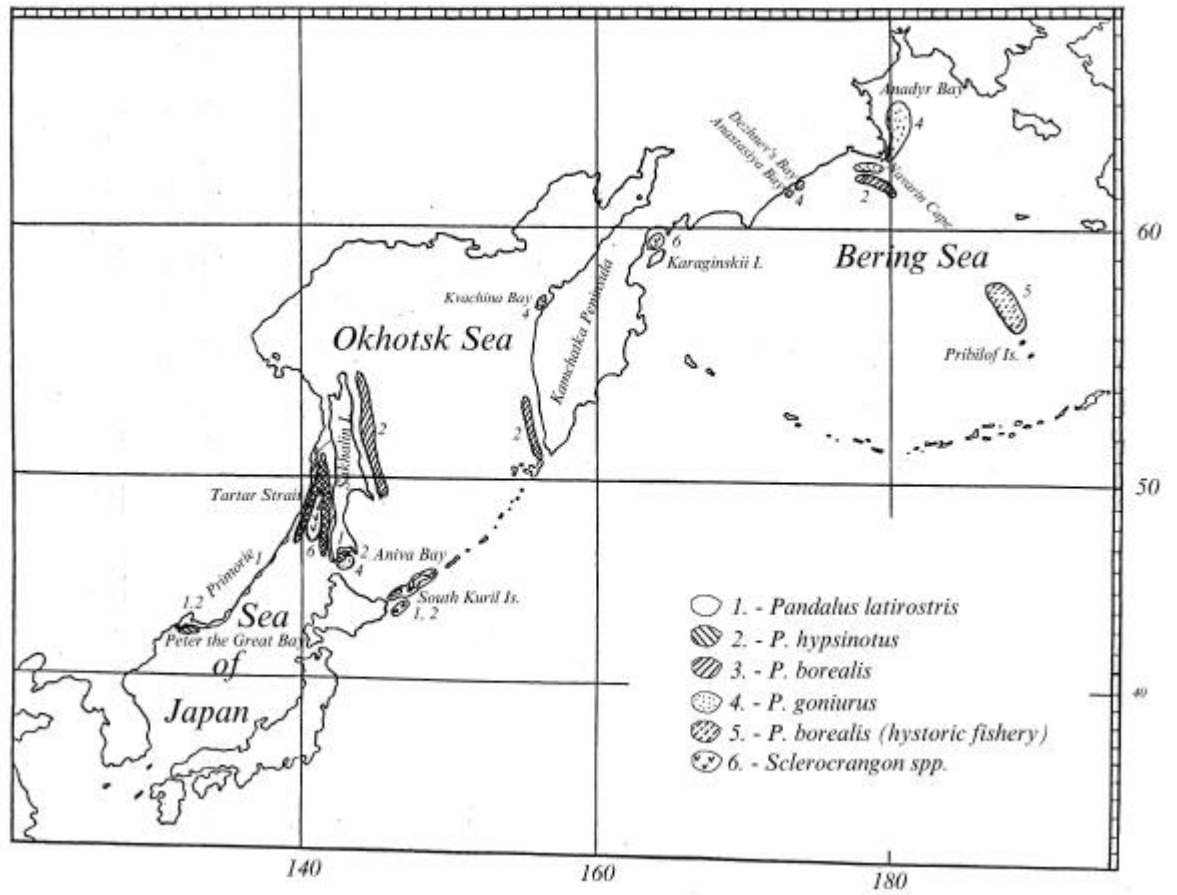 Anadyr Bay
4
Dezhnev's Bay
Anastasiya Bay
4
2
Navarin Cape
60
6
Karaginskii I.
Bering Sea
5
Kvachina Bay
4
Kamchatka Peninsula
Okhotsk Sea
Pribilof Is.
2
2
Sakhalin I.
50
Tartar Strait
6
2
Aniva Bay
4
Primorie
1
South Kuril Is.
1, 2
1,2
Peter the Great Bay
Sea
of
Japan
1. - Pandalus latirostris
2. - P. hypsinotus
3. - P. borealis
4. - P. goniurus
5. - P. borealis (hystoric fishery)
6. - Sclerocrangon spp.
40
140
160
180